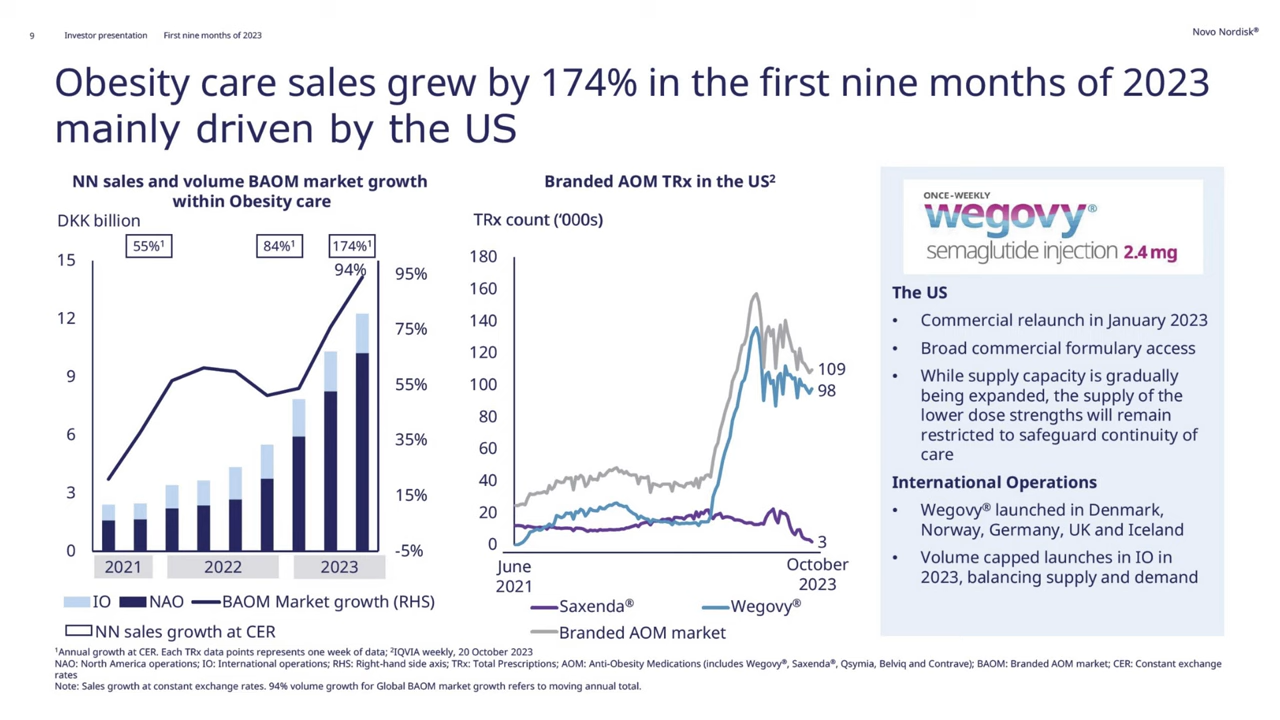 9 Investor presentation First nine months of 2023
Novo Nordisk®
Obesity care sales grew by 174% in the first nine months of 2023
mainly driven by the US
NN sales and volume BAOM market growth
within Obesity care
DKK billion
55%¹ 84%¹ 174%¹
94%
15
12
9
6
3
0
95%
75%
55%
35%
15%
-5%
2021 2022 2023
IO NAO BAOM Market growth (RHS)
NN sales growth at CER
Branded AOM TRx in the US²
TRx count (‘000s)
180
160
140
120
100
80
60
40
20
0
109
98
3
June
2021
October
2023
Saxenda® Wegovy®
Branded AOM market
ONCE-WEEKLY
wegovy®
semaglutide injection 2.4 mg
The US
• Commercial relaunch in January 2023
• Broad commercial formulary access
• While supply capacity is gradually
being expanded, the supply of the
lower dose strengths will remain
restricted to safeguard continuity of
care
International Operations
• Wegovy® launched in Denmark,
Norway, Germany, UK and Iceland
• Volume capped launches in IO in
2023, balancing supply and demand
¹Annual growth at CER. Each TRx data points represents one week of data; ²IQVIA weekly, 20 October 2023
NAO: North America operations; IO: International operations; RHS: Right-hand side axis; TRx: Total Prescriptions; AOM: Anti-Obesity Medications (includes Wegovy®, Saxenda®, Qsymia, Belviq and Contrave); BAOM: Branded AOM market; CER: Constant exchange
rates
Note: Sales growth at constant exchange rates. 94% volume growth for Global BAOM market growth refers to moving annual total.